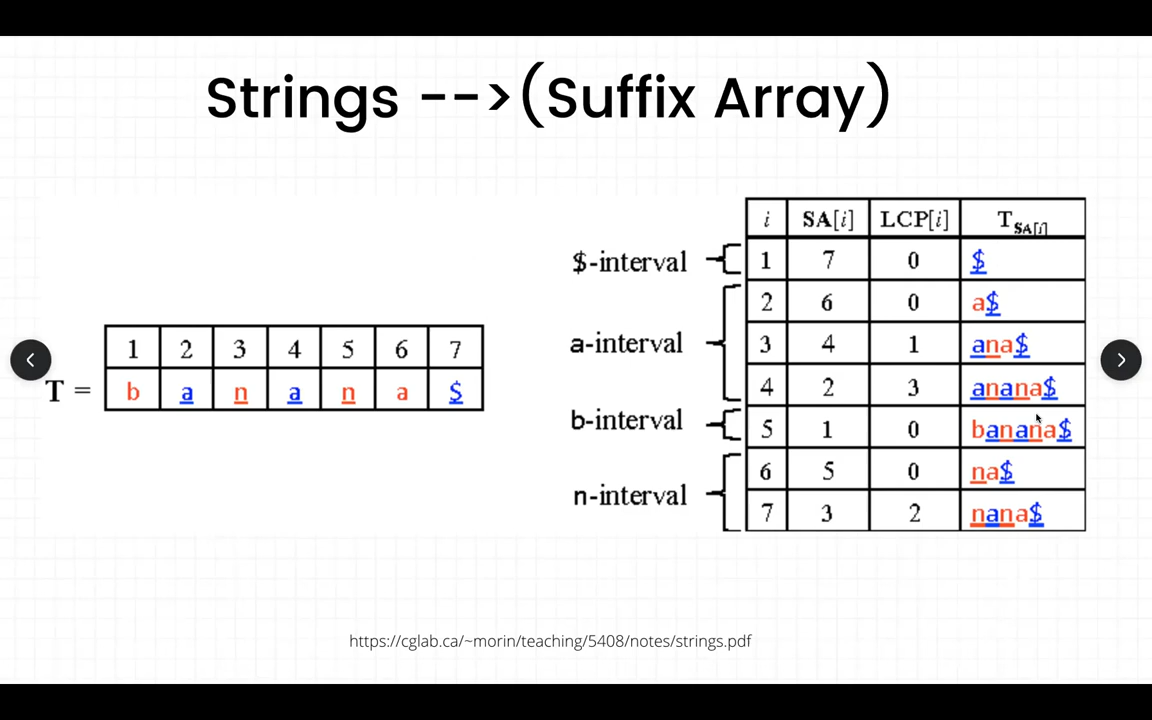 Strings -->(Suffix Array)
T =
1 2 3 4 5 6 7
b a n a n a $
i SA[i] LCP[i] T_SA[i]
$-interval 1 7 0 $
2 6 0 a$
a-interval 3 4 1 ana$
4 2 3 anana$
b-interval 5 1 0 banana$
6 5 0 na$
n-interval 7 3 2 nana$
https://cglab.ca/~morin/teaching/5408/notes/strings.pdf